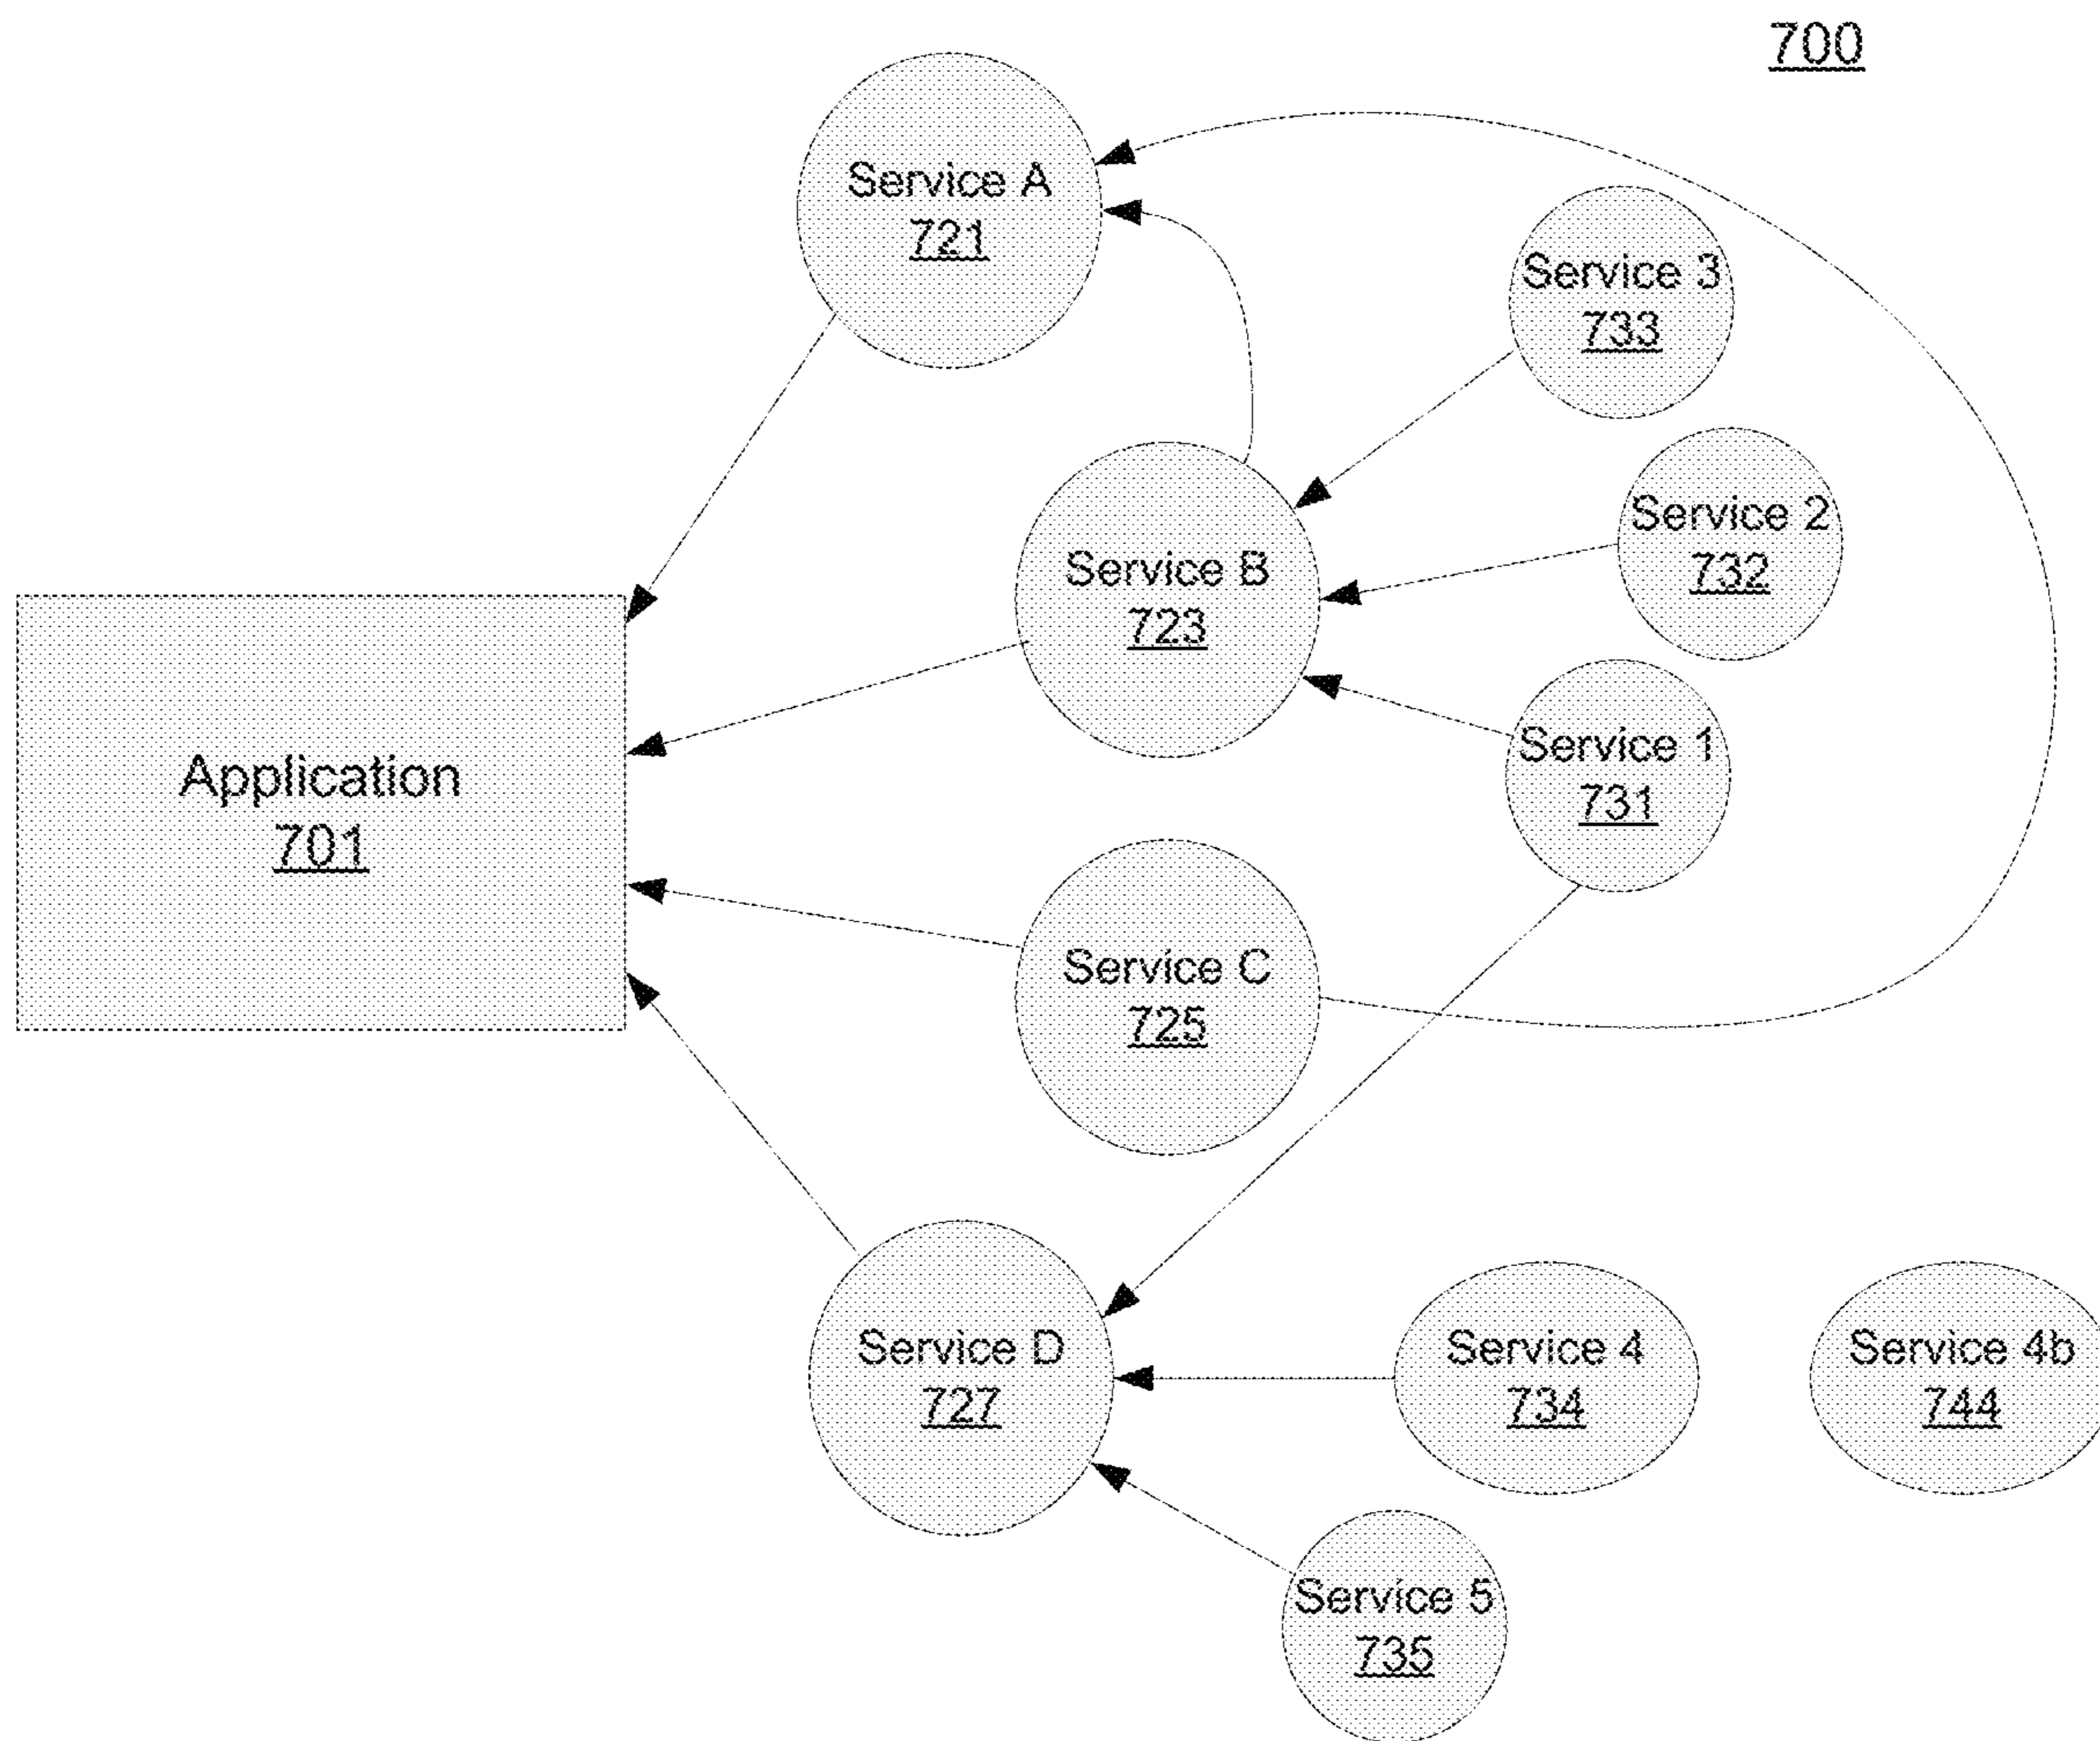 700
Service A
721
Service 3
733
Service 2
732
Service B
723
Service 1
731
Application
701
Service C
725
Service D
727
Service 4
734
Service 4b
744
Service 5
735